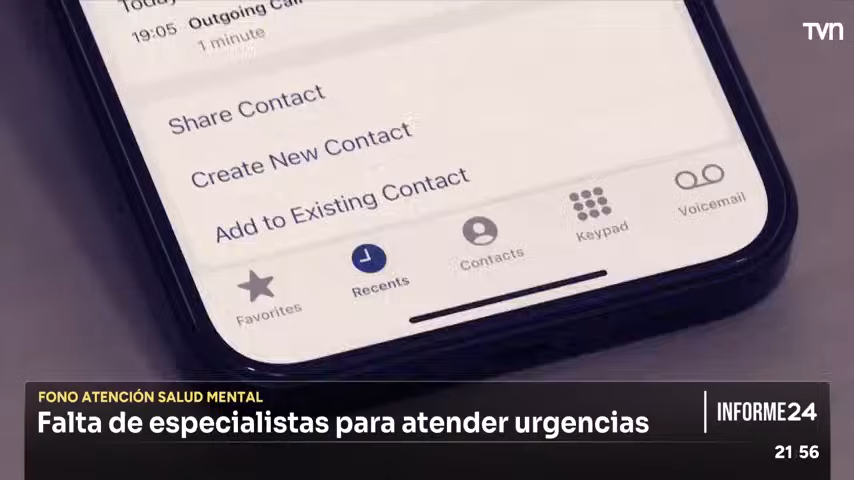 Today
TVN
19:05 Outgoing Call
1 minute
Share Contact
Create New Contact
Add to Existing Contact
Favorites
Recents
Contacts
Keypad
Voicemail
FONO ATENCIÓN SALUD MENTAL
Falta de especialistas para atender urgencias
INFORME24
21 56